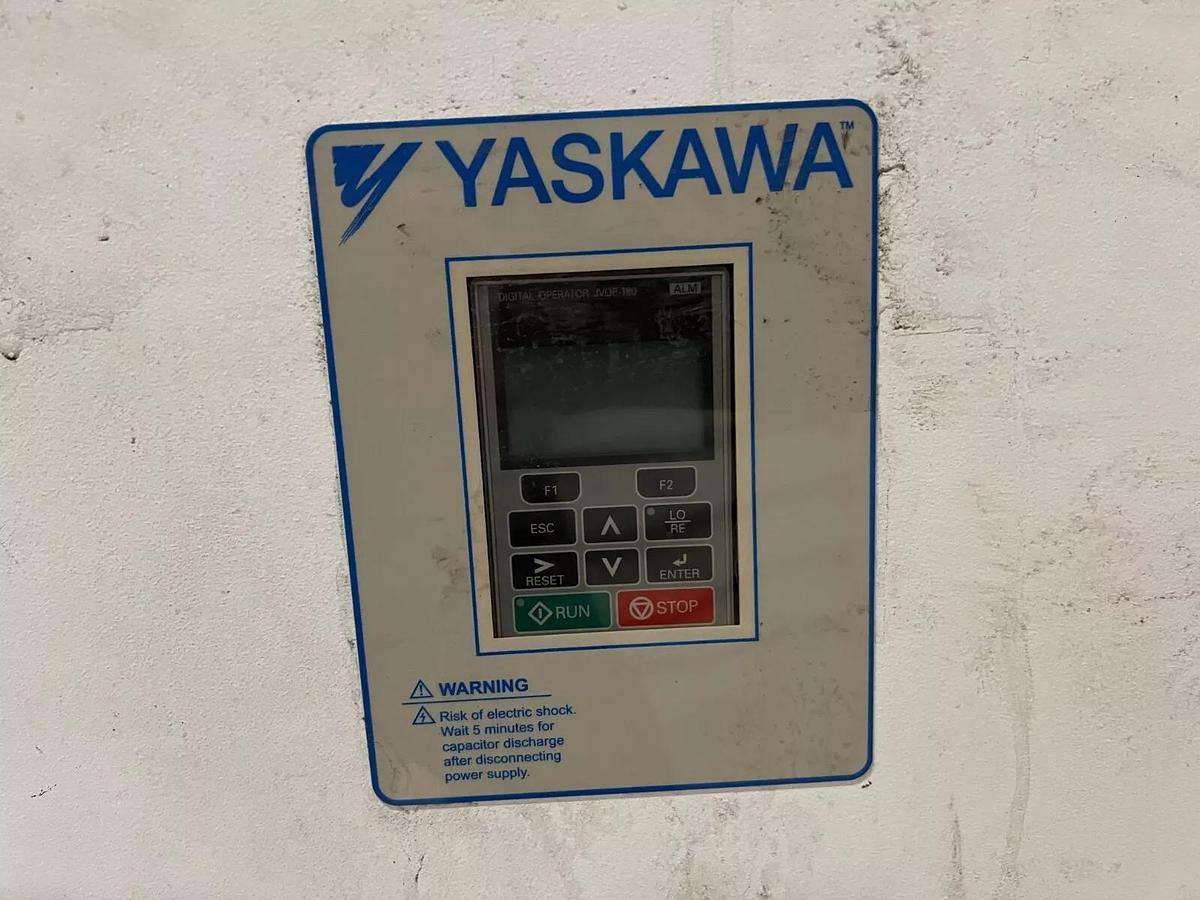 YASKAWA™
DIGITAL OPERATOR JVOP-180 ALM
F1 F2
ESC LO
RE
RESET ENTER
RUN STOP
WARNING
Risk of electric shock.
Wait 5 minutes for
capacitor discharge
after disconnecting
power supply.